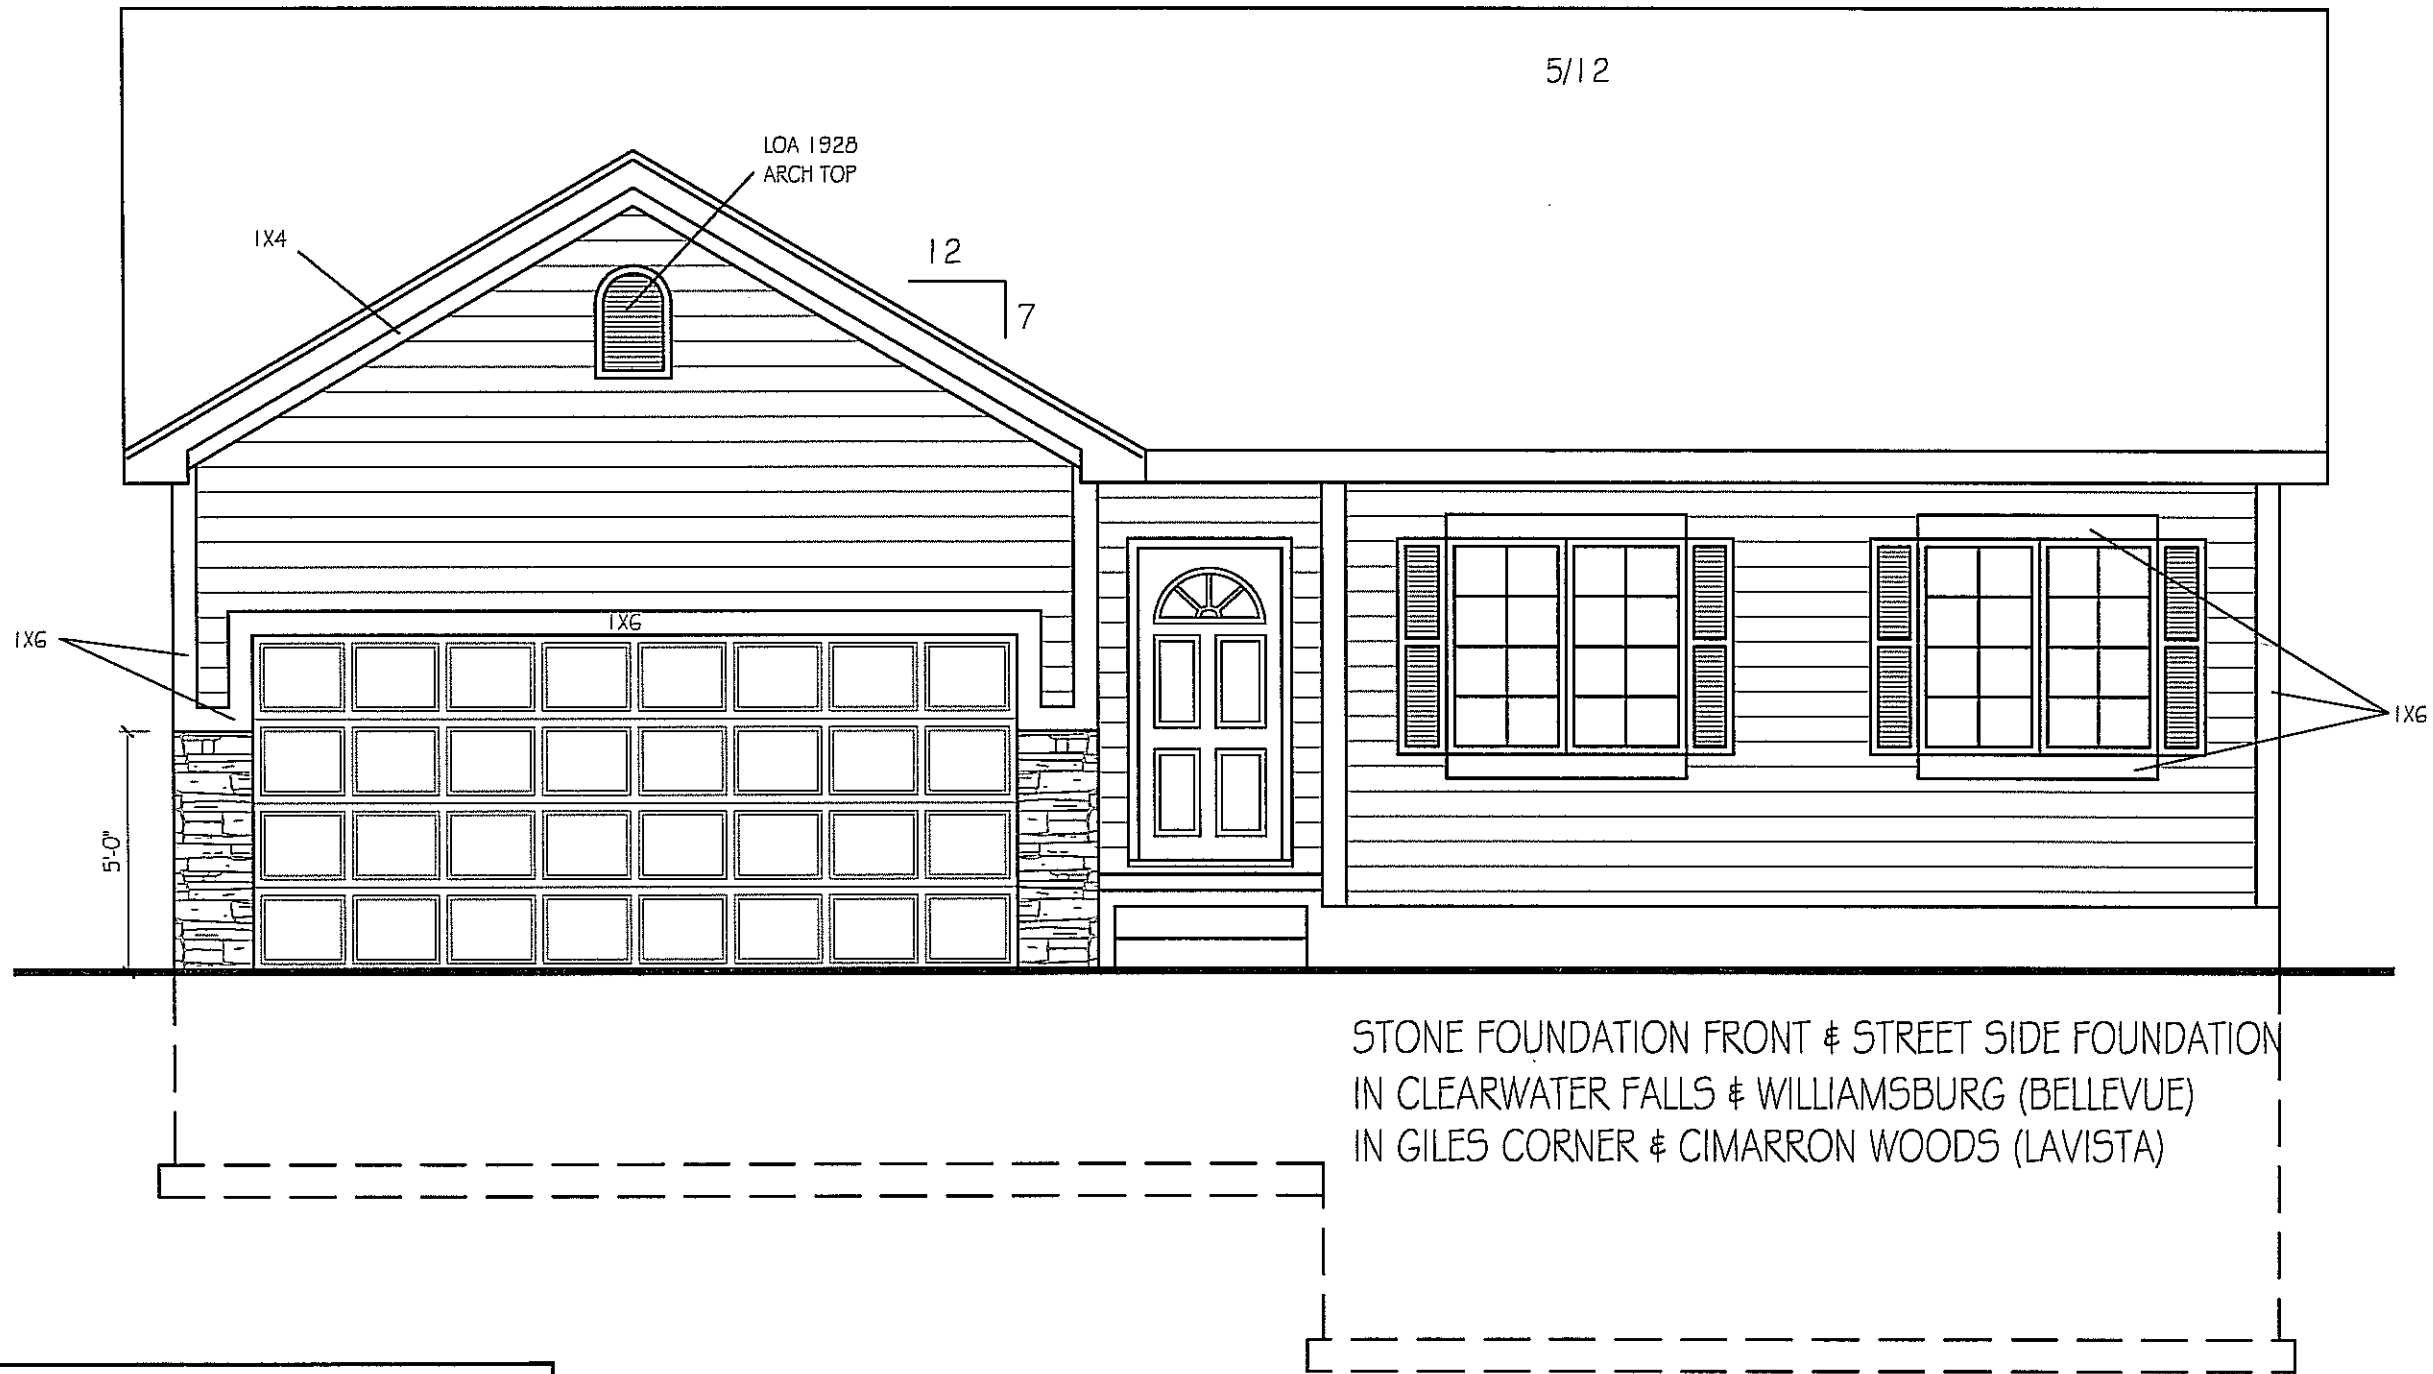 5/12
LOA 1928
ARCH TOP
1X4
12
7
1X6
1X6
1X6
5'-0"
STONE FOUNDATION FRONT & STREET SIDE FOUNDATION
IN CLEARWATER FALLS & WILLIAMSBURG (BELLEVUE)
IN GILES CORNER & CIMARRON WOODS (LAVISTA)